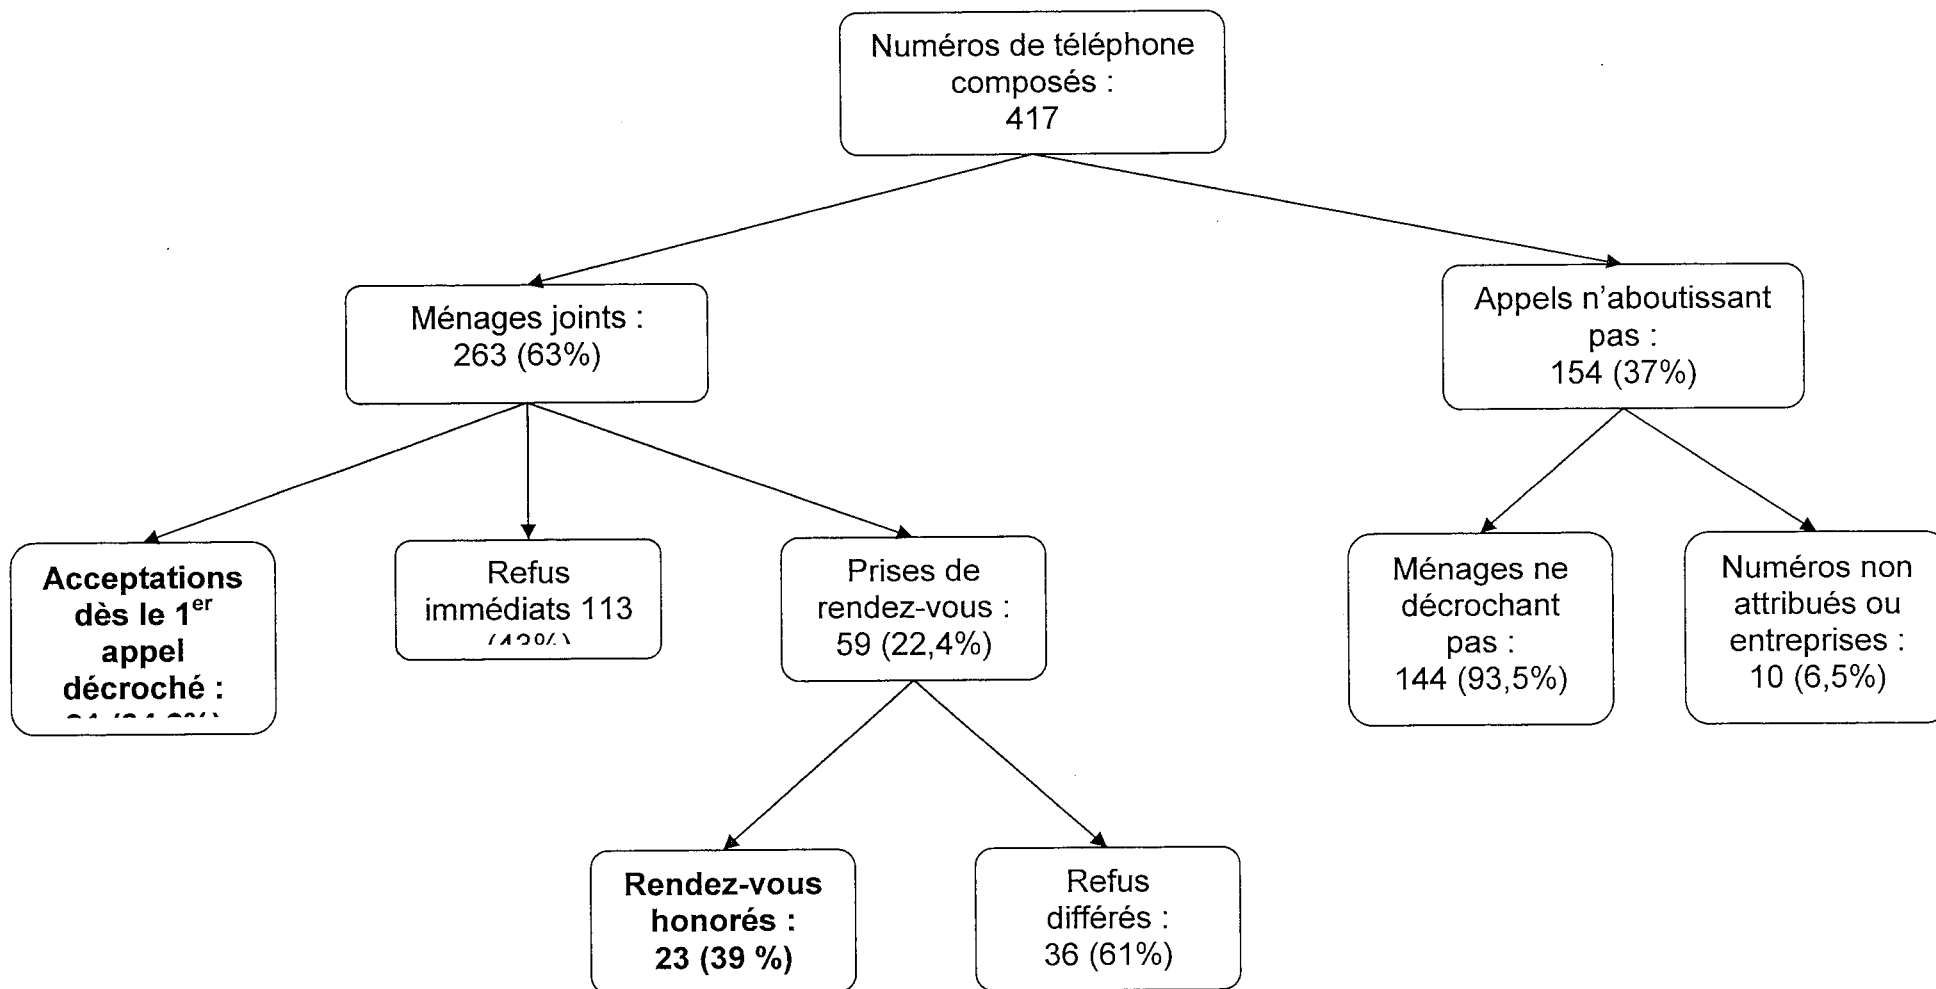 Numéros de téléphone
composés :
417
Ménages joints :
263 (63%)
Appels n'aboutissant
pas :
154 (37%)
Acceptations
dès le 1er
appel
décroché :
Refus
immédiats 113
Prises de
rendez-vous :
59 (22,4%)
Ménages ne
décrochant
pas :
144 (93,5%)
Numéros non
attribués ou
entreprises :
10 (6,5%)
Rendez-vous
honorés :
23 (39 %)
Refus
différés :
36 (61%)